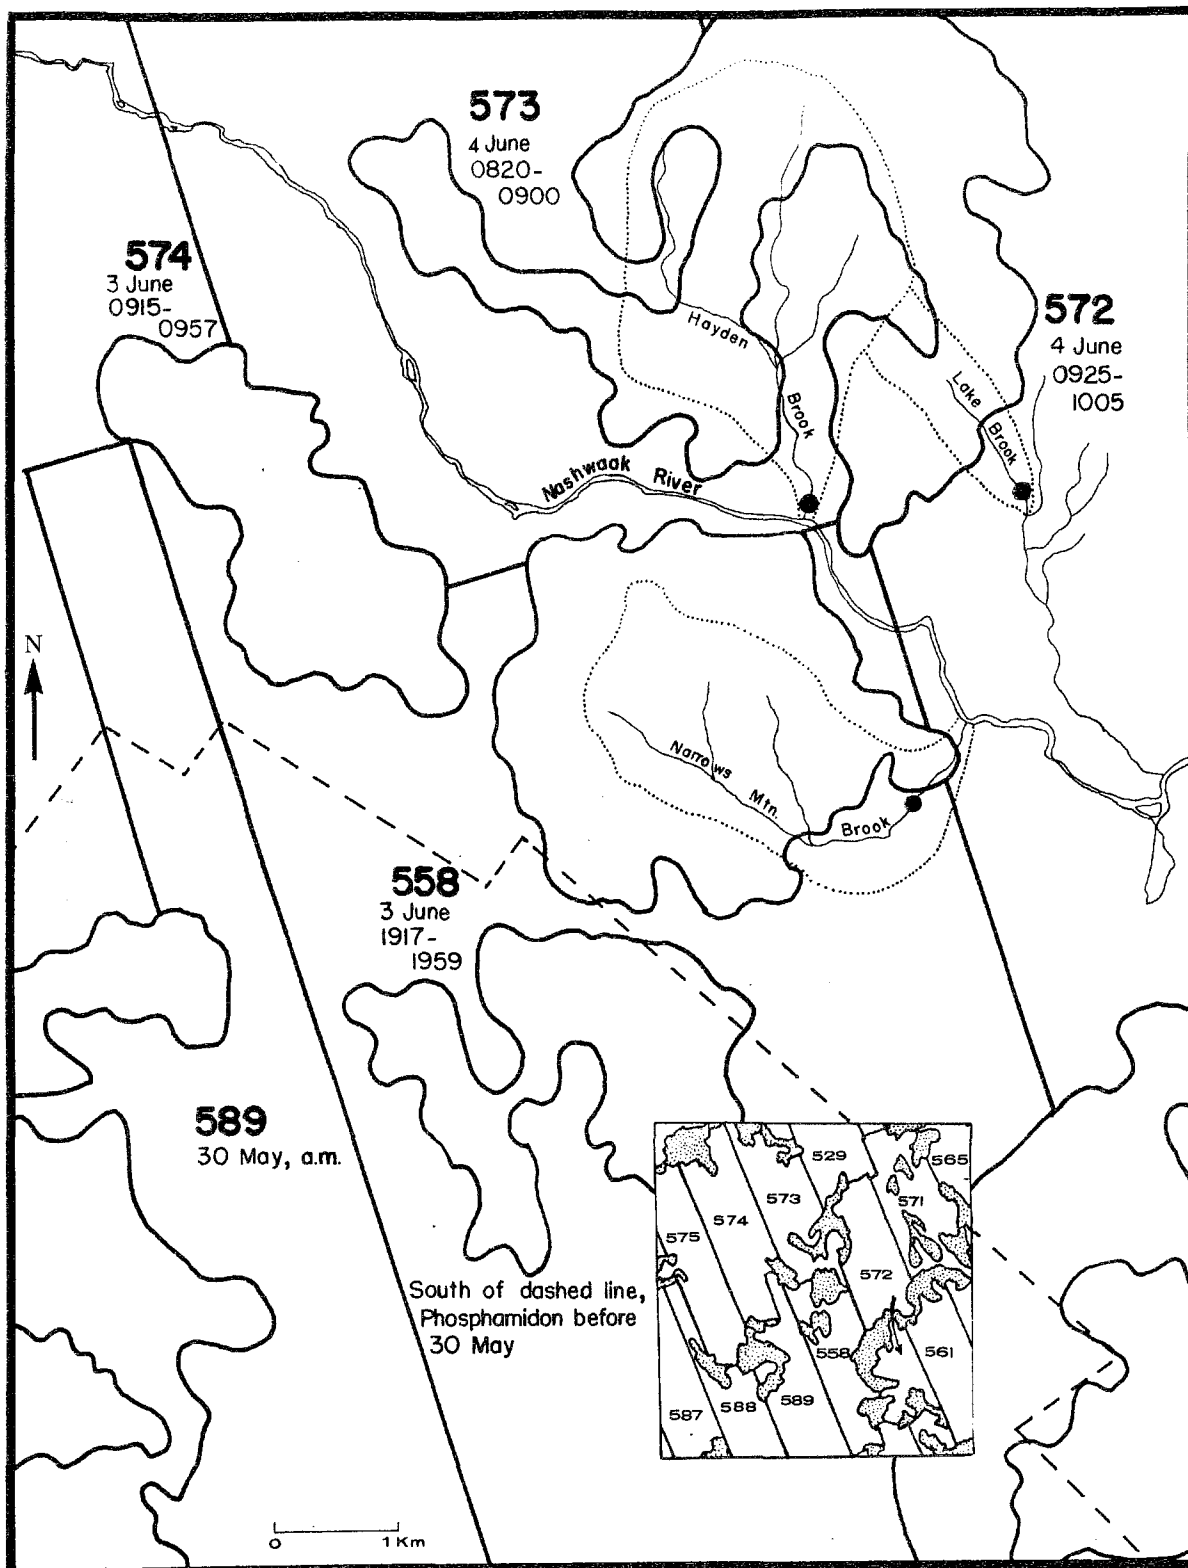 573
4 June
0820-
0900
574
3 June
0915-
0957
572
4 June
0925-
1005
Hayden
Brook
Lake
Brook
Nashwaak River
N
Narrows
Mtn.
Brook
558
3 June
1917-
1959
589
30 May, a.m.
South of dashed line,
Phosphamidon before
30 May
529
565
573
571
574
575
572
558
561
589
588
587
0 1 Km